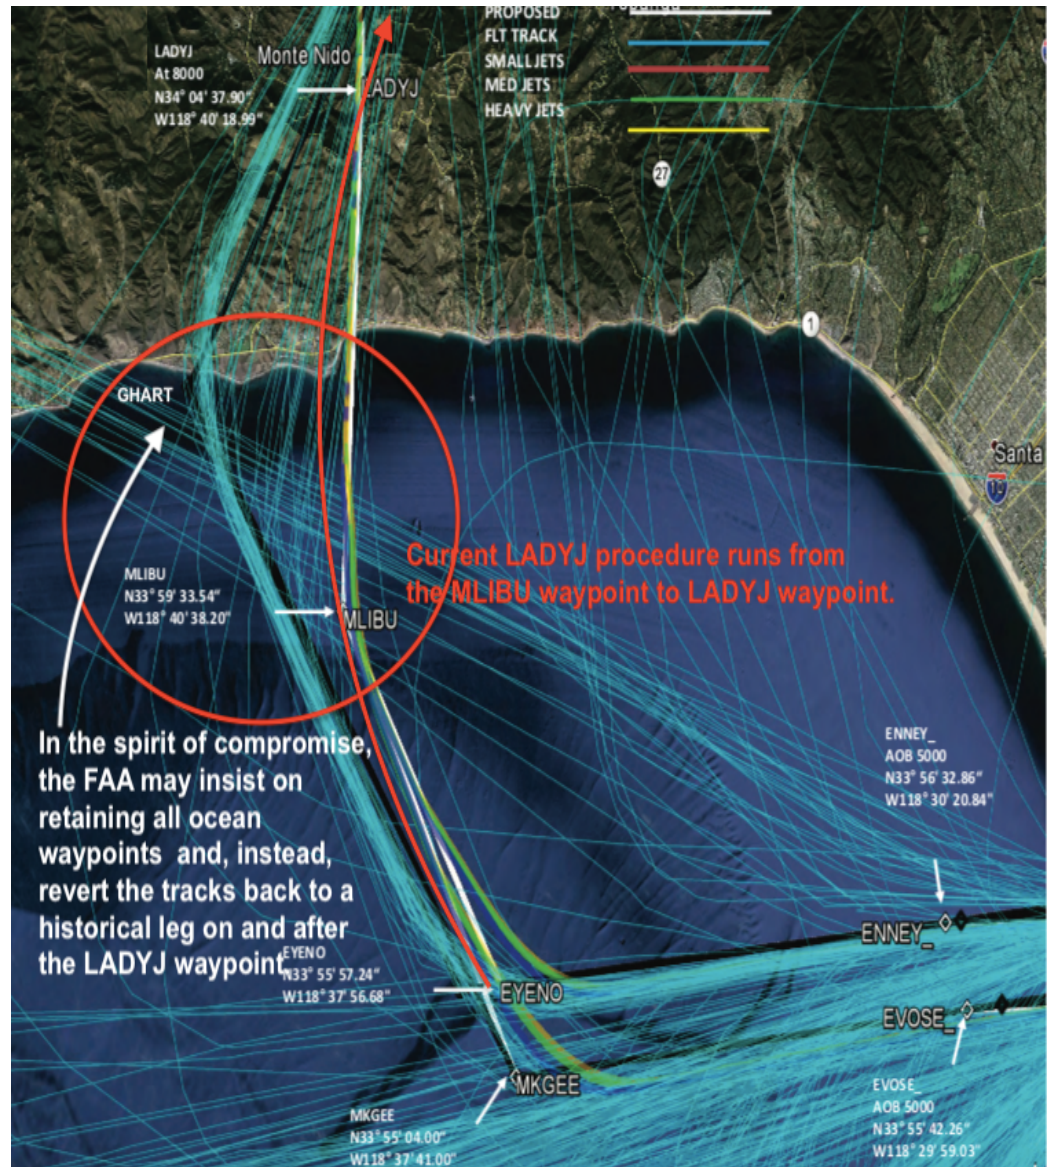 PROPOSED
FLT TRACK
SMALL JETS
MED JETS
HEAVY JETS
LADYJ
At 8000
N34° 04' 37.90"
W118° 40' 18.99"
Monte Nido
LADYJ
27
1
GHART
Santa
10
Current LADYJ procedure runs from
the MLIBU waypoint to LADYJ waypoint.
MLIBU
N33° 59' 33.54"
W118° 40' 38.20"
MLIBU
In the spirit of compromise,
the FAA may insist on
retaining all ocean
waypoints and, instead,
revert the tracks back to a
historical leg on and after
the LADYJ waypoint.
ENNEY_
AOB 5000
N33° 56' 32.86"
W118° 30' 20.84"
ENNEY_
EYENO
N33° 55' 57.24"
W118° 37' 56.68"
EYENO
EVOSE_
MKGEE
MKGEE
N33° 55' 04.00"
W118° 37' 41.00"
EVOSE_
AOB 5000
N33° 55' 42.26"
W118° 29' 59.03"